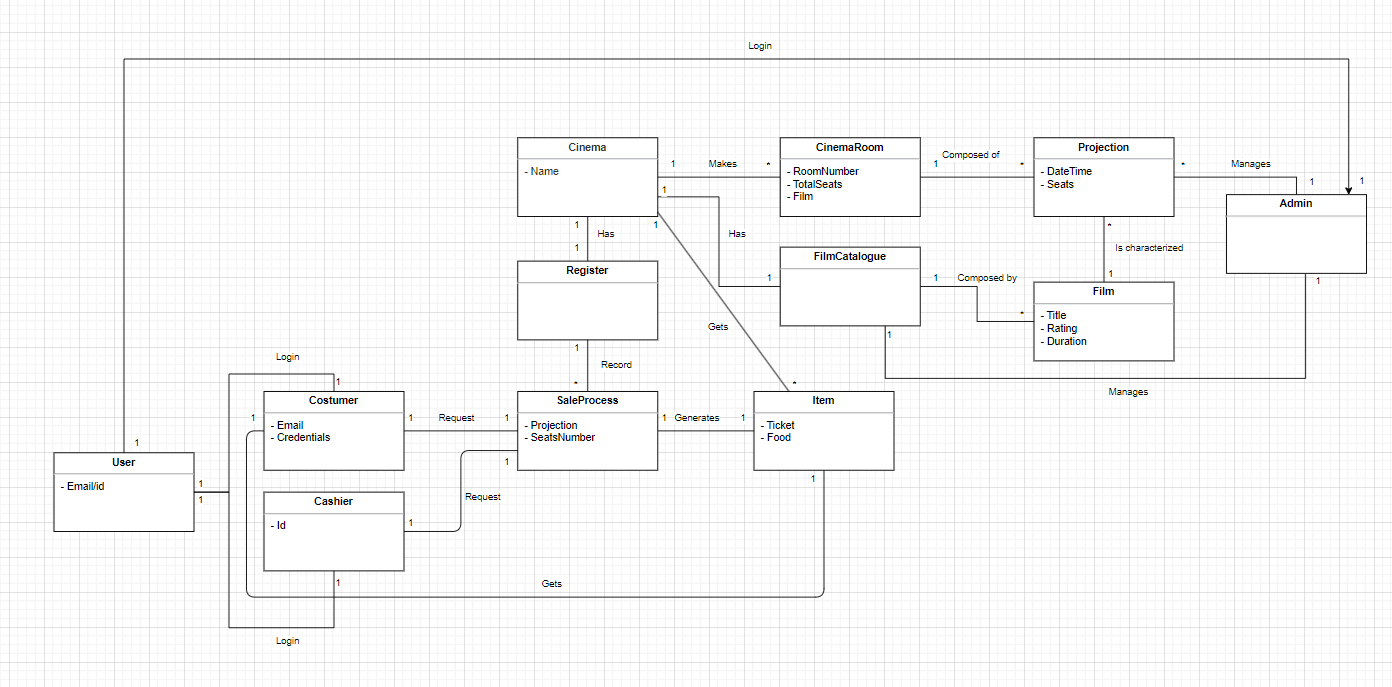 Login
Cinema
- Name
1
Makes
*
CinemaRoom
- RoomNumber
- TotalSeats
- Film
1
Composed of
*
Projection
- DateTime
- Seats
*
Manages
1
1
Admin
1
1
1
Has
1
Has
1
FilmCatalogue
1
Composed by
*
*
Is characterized
1
Film
- Title
- Rating
- Duration
1
Register
1
Record
*
Gets
*
1
Manages
Login
1
Costumer
- Email
- Credentials
1
1
Request
1
SaleProcess
- Projection
- SeatsNumber
1
Generates
1
Item
- Ticket
- Food
1
1
User
- Email/id
1
1
Cashier
- Id
1
Request
1
1
Gets
Login